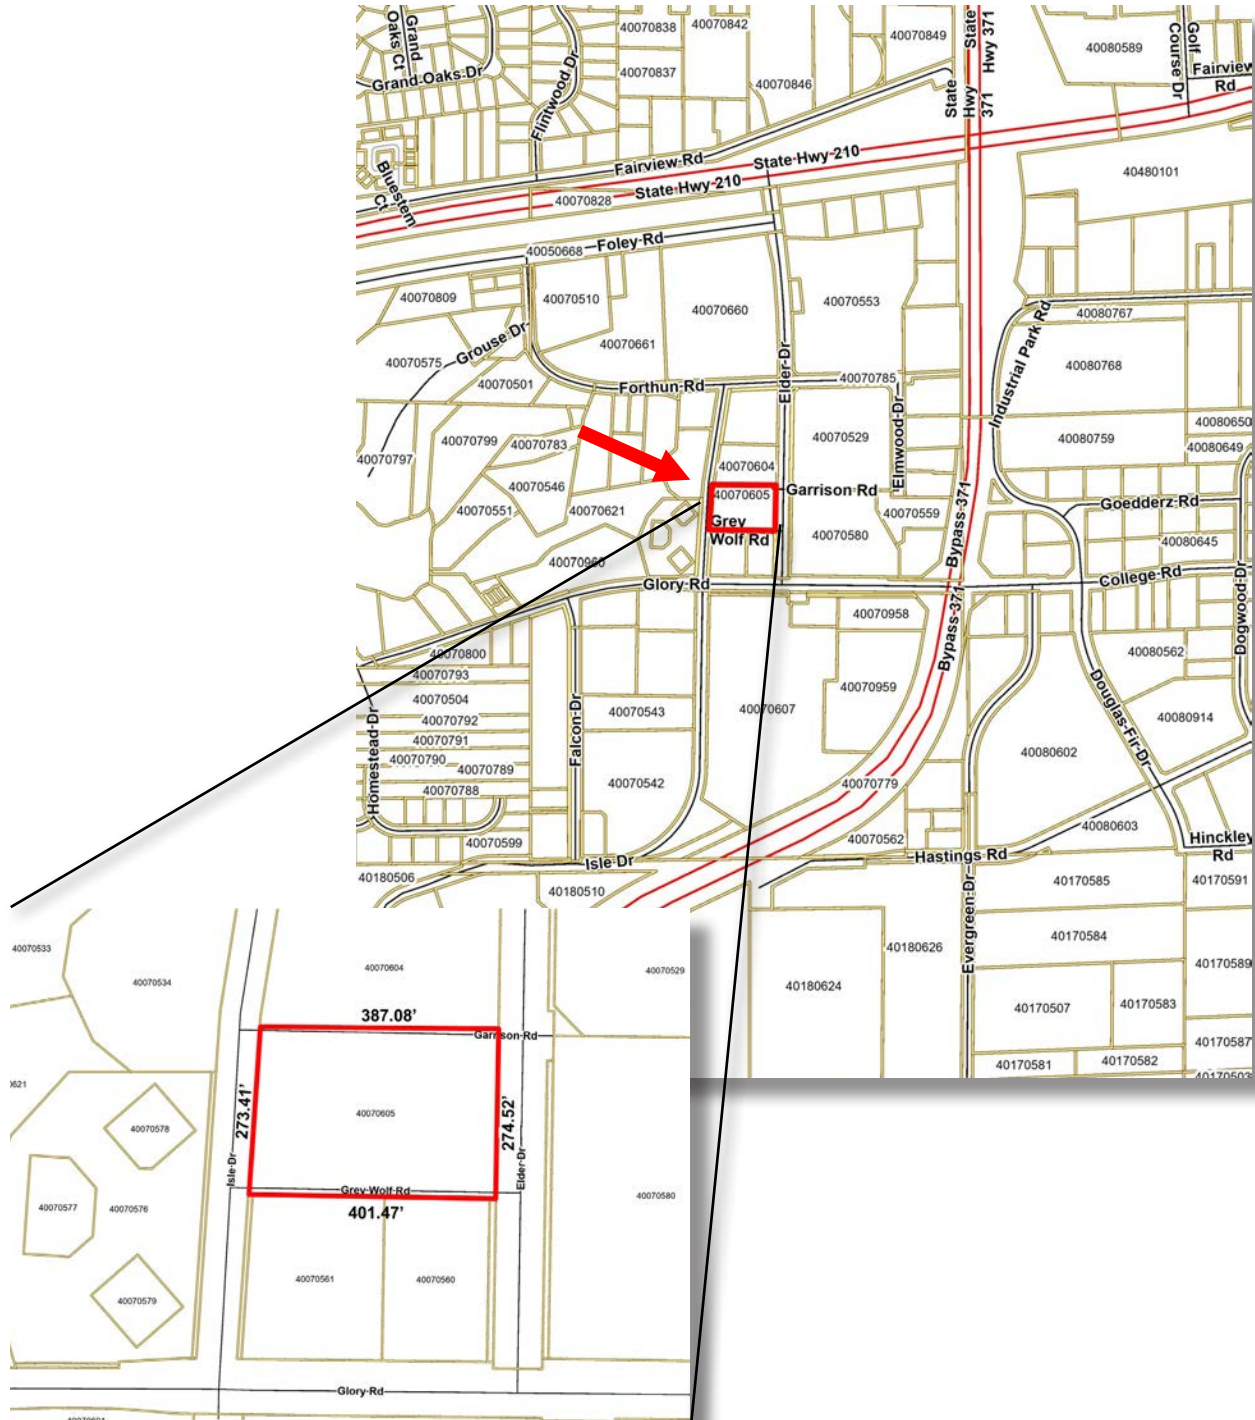 Grand
Oaks Ct
Grand Oaks Dr
Flintwood Dr
40070838
40070842
40070849
State
Hwy 371
State
Hwy
371
40080589
Golf
Course Dr
Fairview
Rd
40070837
40070846
Bluestem
Ct
Fairview Rd
State Hwy 210
State Hwy 210
40070828
40480101
40050668
Foley Rd
40070809
40070510
40070660
40070553
40080767
Industrial Park Rd
Grouse Dr
40070661
Elder Dr
40070575
40070501
Forthun Rd
40070785
40080768
Elmwood Dr
40080650
40070799
40070783
40070529
40080759
40080649
40070797
40070604
40070546
40070605
Garrison Rd
40070551
40070621
40070559
Goedderz Rd
Grey
Wolf Rd
40070580
Bypass 371
40080645
40070960
Glory Rd
College Rd
Dogwood Dr
40070958
Bypass 371
40070800
40070793
40080562
40070504
40070959
40070792
40070543
40070607
40080914
40070791
Homestead Dr
Falcon Dr
Douglas Fir Dr
40070790
40070789
40080602
40070788
40070542
40070779
40070599
40070562
40080603
Hinckley
Rd
Isle Dr
Hastings Rd
40180506
40180510
40170585
40170591
Evergreen Dr
40170584
40180626
40170589
40180624
40170507
40170583
40170587
40170581
40170582
40170503
40070533
40070534
40070604
40070529
387.08'
Garrison Rd
273.41'
40070605
274.52'
40070578
Isle Dr
Elder Dr
40070577
40070576
Grey Wolf Rd
401.47'
40070580
40070561
40070560
40070579
Glory Rd